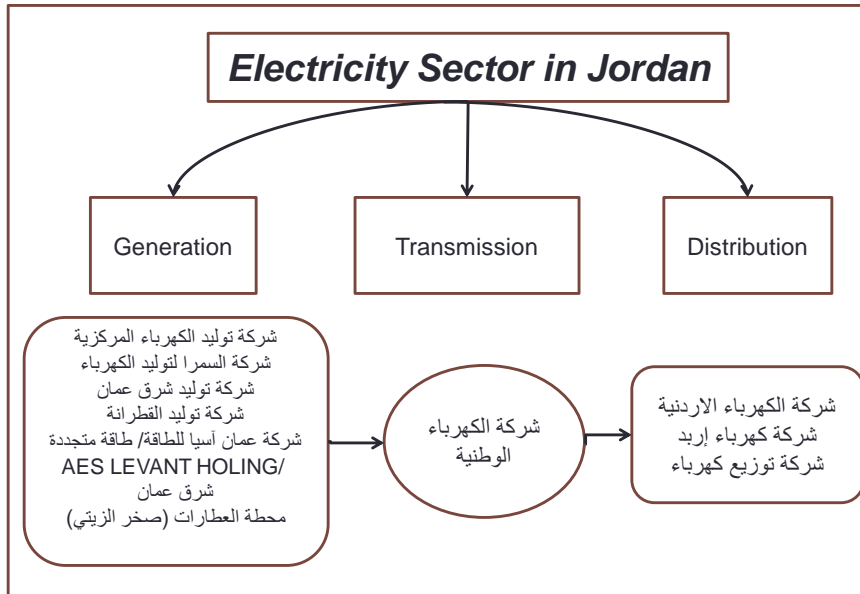 Electricity Sector in Jordan
Generation
Transmission
Distribution
شركة توليد الكهرباء المركزية
شركة السمرا لتوليد الكهرباء
شركة توليد شرق عمان
شركة توليد القطرانة
شركة عمان آسيا للطاقة/ طاقة متجددة
AES LEVANT HOLING/
شرق عمان
محطة العطارات (صخر الزيتي)
شركة الكهرباء
الوطنية
شركة الكهرباء الاردنية
شركة كهرباء إربد
شركة توزيع كهرباء